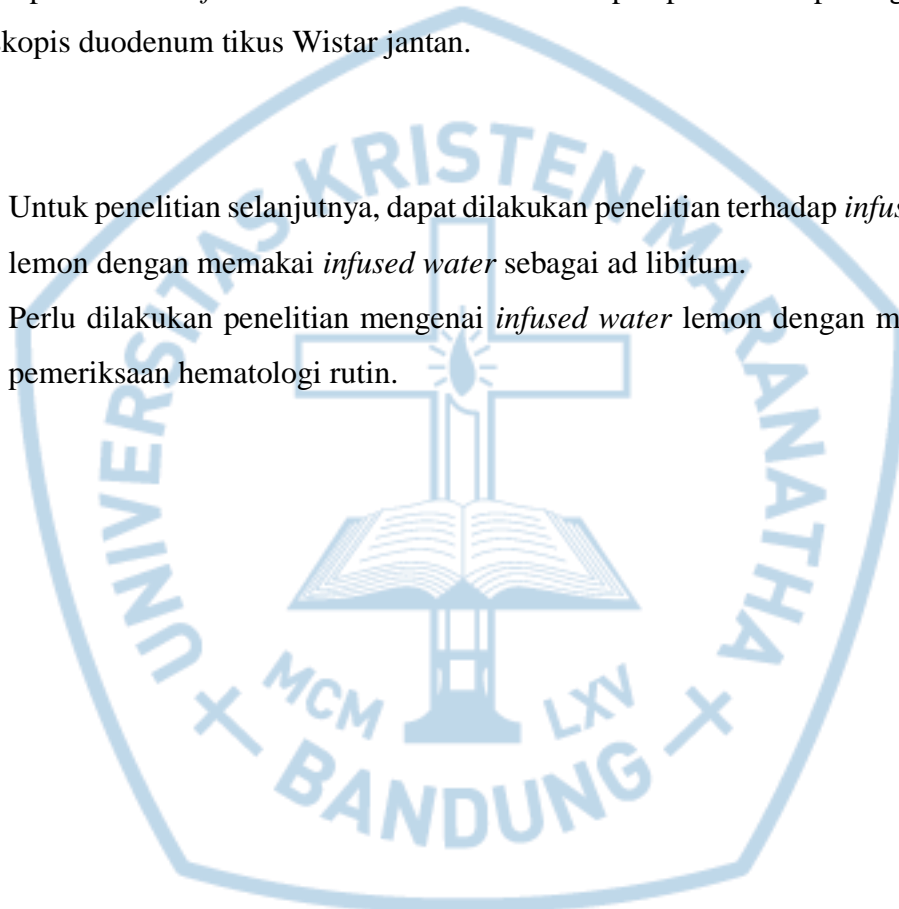 kopis duodenum tikus Wistar jantan.
Untuk penelitian selanjutnya, dapat dilakukan penelitian terhadap
lemon dengan memakai infused water sebagai ad libitum.
Perlu dilakukan penelitian mengenai infused water lemon dengan
pemeriksaan hematologi rutin.
UNIVERSITAS KRISTEN MARANATHA
MCM LXV
BANDUNG